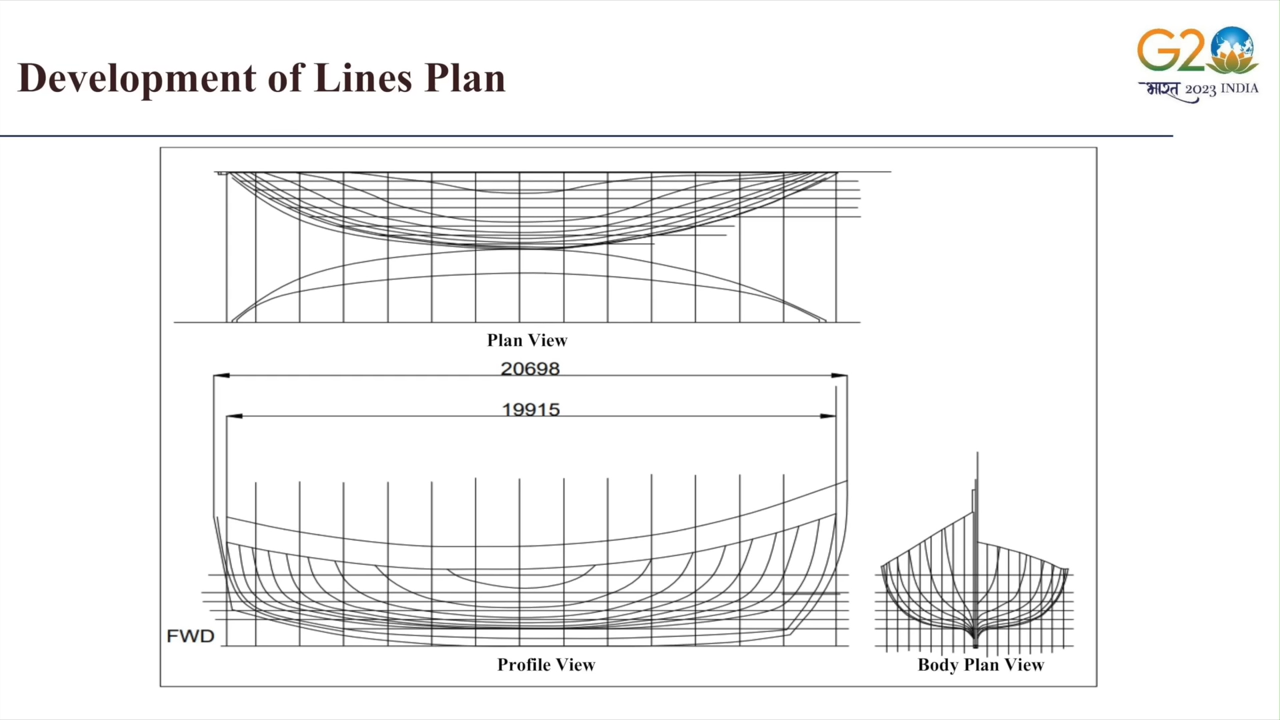 Development of Lines Plan
G20
भारत 2023 INDIA
Plan View
20698
19915
FWD
Profile View
Body Plan View